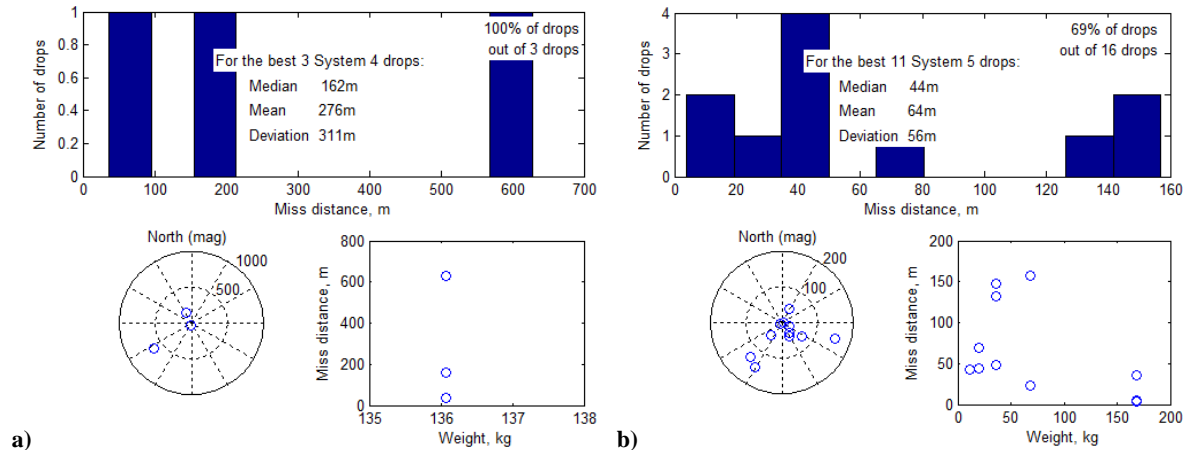 1
0.8
0.6
0.4
0.2
0
Number of drops
100% of drops
out of 3 drops
For the best 3 System 4 drops:
Median 162m
Mean 276m
Deviation 311m
0 100 200 300 400 500 600 700
Miss distance, m
North (mag)
1000
500
800
600
400
200
0
Miss distance, m
135 136 137 138
Weight, kg
a)
4
3
2
1
0
Number of drops
69% of drops
out of 16 drops
For the best 11 System 5 drops:
Median 44m
Mean 64m
Deviation 56m
0 20 40 60 80 100 120 140 160
Miss distance, m
North (mag)
200
100
200
150
100
50
0
Miss distance, m
0 50 100 150 200
Weight, kg
b)